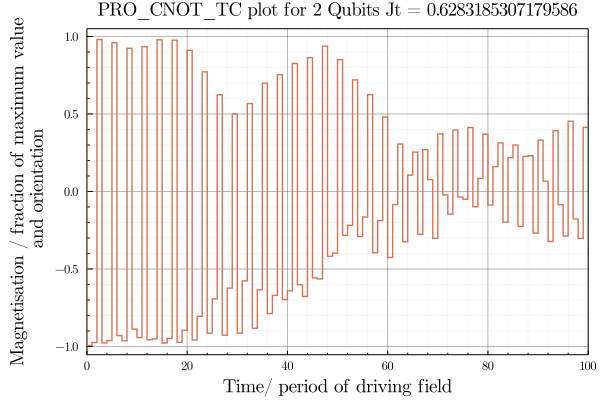 PRO_CNOT_TC plot for 2 Qubits Jt = 0.6283185307179586
Magnetisation / fraction of maximum value
and orientation
1.0
0.5
0.0
−0.5
−1.0
0 20 40 60 80 100
Time/ period of driving field